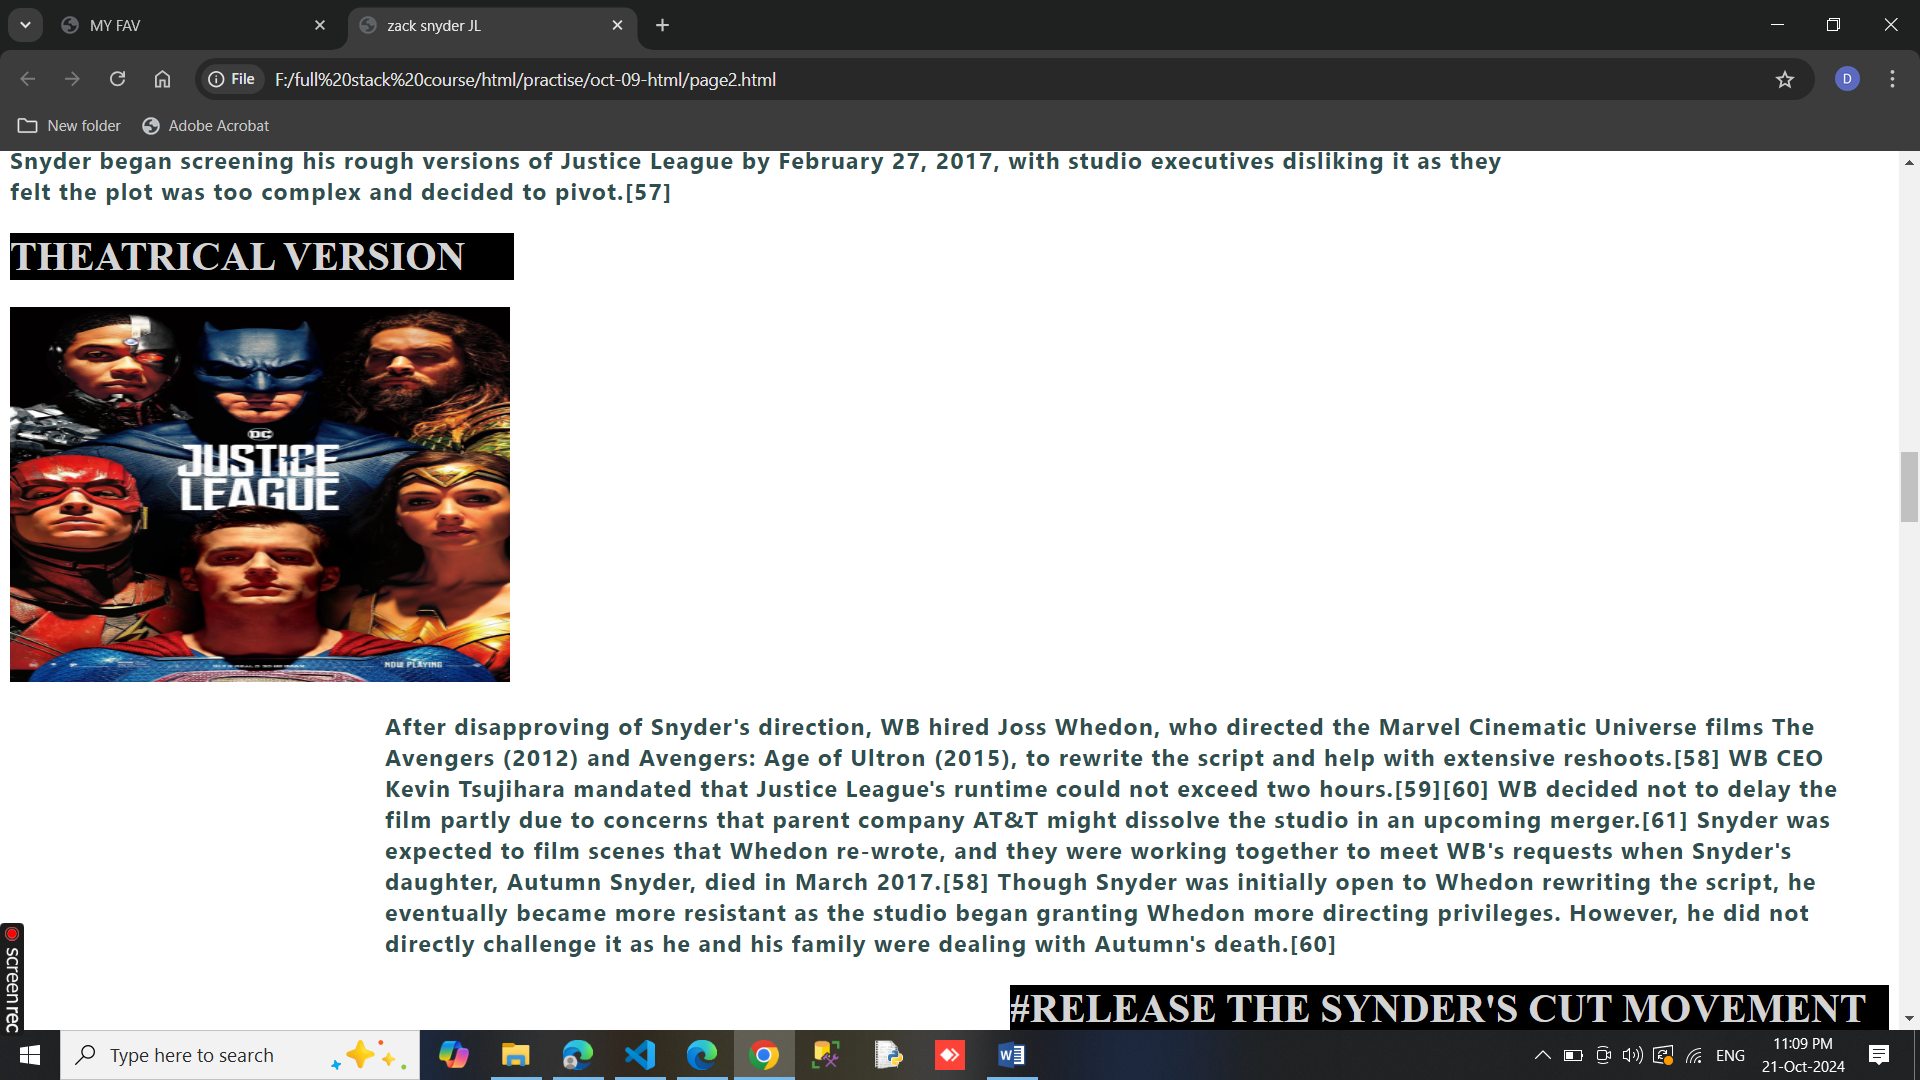 MY FAV
zack snyder JL
File
F:/full%20stack%20course/html/practise/oct-09-html/page2.html
D
New folder
Adobe Acrobat
Snyder began screening his rough versions of Justice League by February 27, 2017, with studio executives disliking it as they
felt the plot was too complex and decided to pivot.[57]
THEATRICAL VERSION
DC
JUSTICE
LEAGUE
NOW PLAYING
After disapproving of Snyder's direction, WB hired Joss Whedon, who directed the Marvel Cinematic Universe films The
Avengers (2012) and Avengers: Age of Ultron (2015), to rewrite the script and help with extensive reshoots.[58] WB CEO
Kevin Tsujihara mandated that Justice League's runtime could not exceed two hours.[59][60] WB decided not to delay the
film partly due to concerns that parent company AT&T might dissolve the studio in an upcoming merger.[61] Snyder was
expected to film scenes that Whedon re-wrote, and they were working together to meet WB's requests when Snyder's
daughter, Autumn Snyder, died in March 2017.[58] Though Snyder was initially open to Whedon rewriting the script, he
eventually became more resistant as the studio began granting Whedon more directing privileges. However, he did not
directly challenge it as he and his family were dealing with Autumn's death.[60]
#RELEASE THE SYNDER'S CUT MOVEMENT
screen rec
Type here to search
ENG
11:09 PM
21-Oct-2024